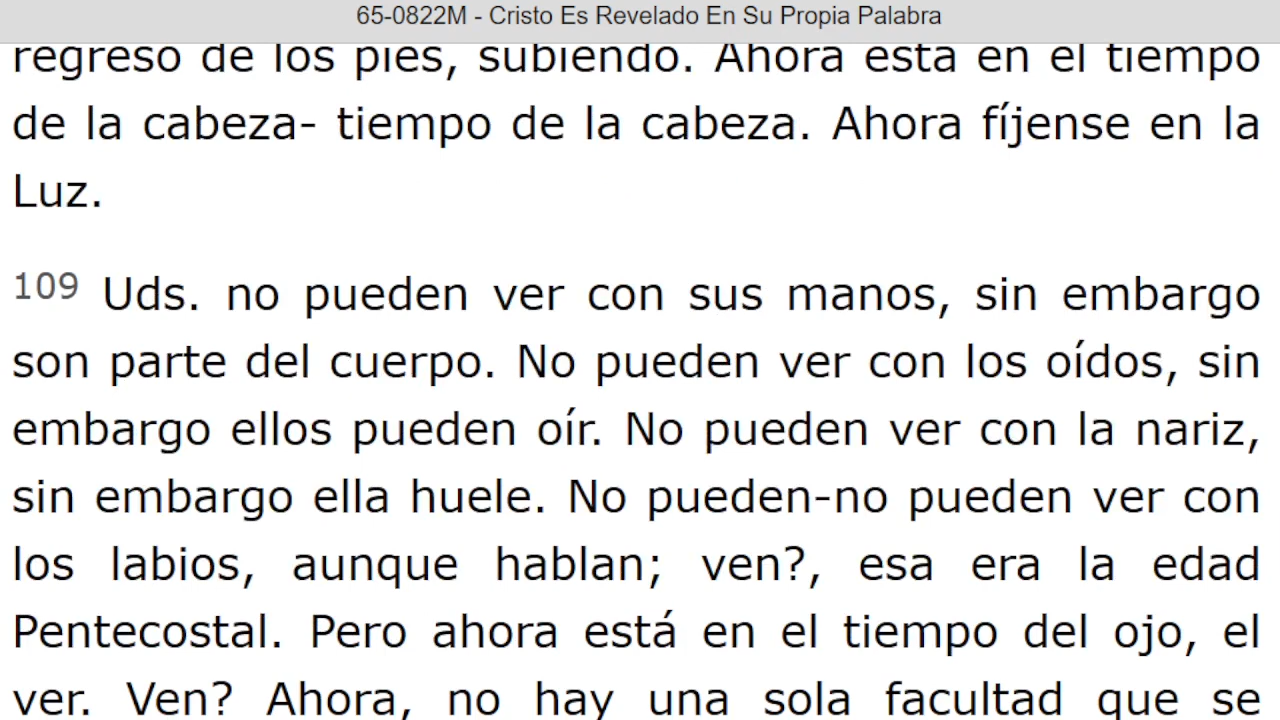 65-0822M - Cristo Es Revelado En Su Propia Palabra
regreso de los pies, subiendo. Ahora está en el tiempo
de la cabeza- tiempo de la cabeza. Ahora fíjense en la
Luz.
109 Uds. no pueden ver con sus manos, sin embargo
son parte del cuerpo. No pueden ver con los oídos, sin
embargo ellos pueden oír. No pueden ver con la nariz,
sin embargo ella huele. No pueden-no pueden ver con
los labios, aunque hablan; ven?, esa era la edad
Pentecostal. Pero ahora está en el tiempo del ojo, el
ver. Ven? Ahora, no hay una sola facultad que se